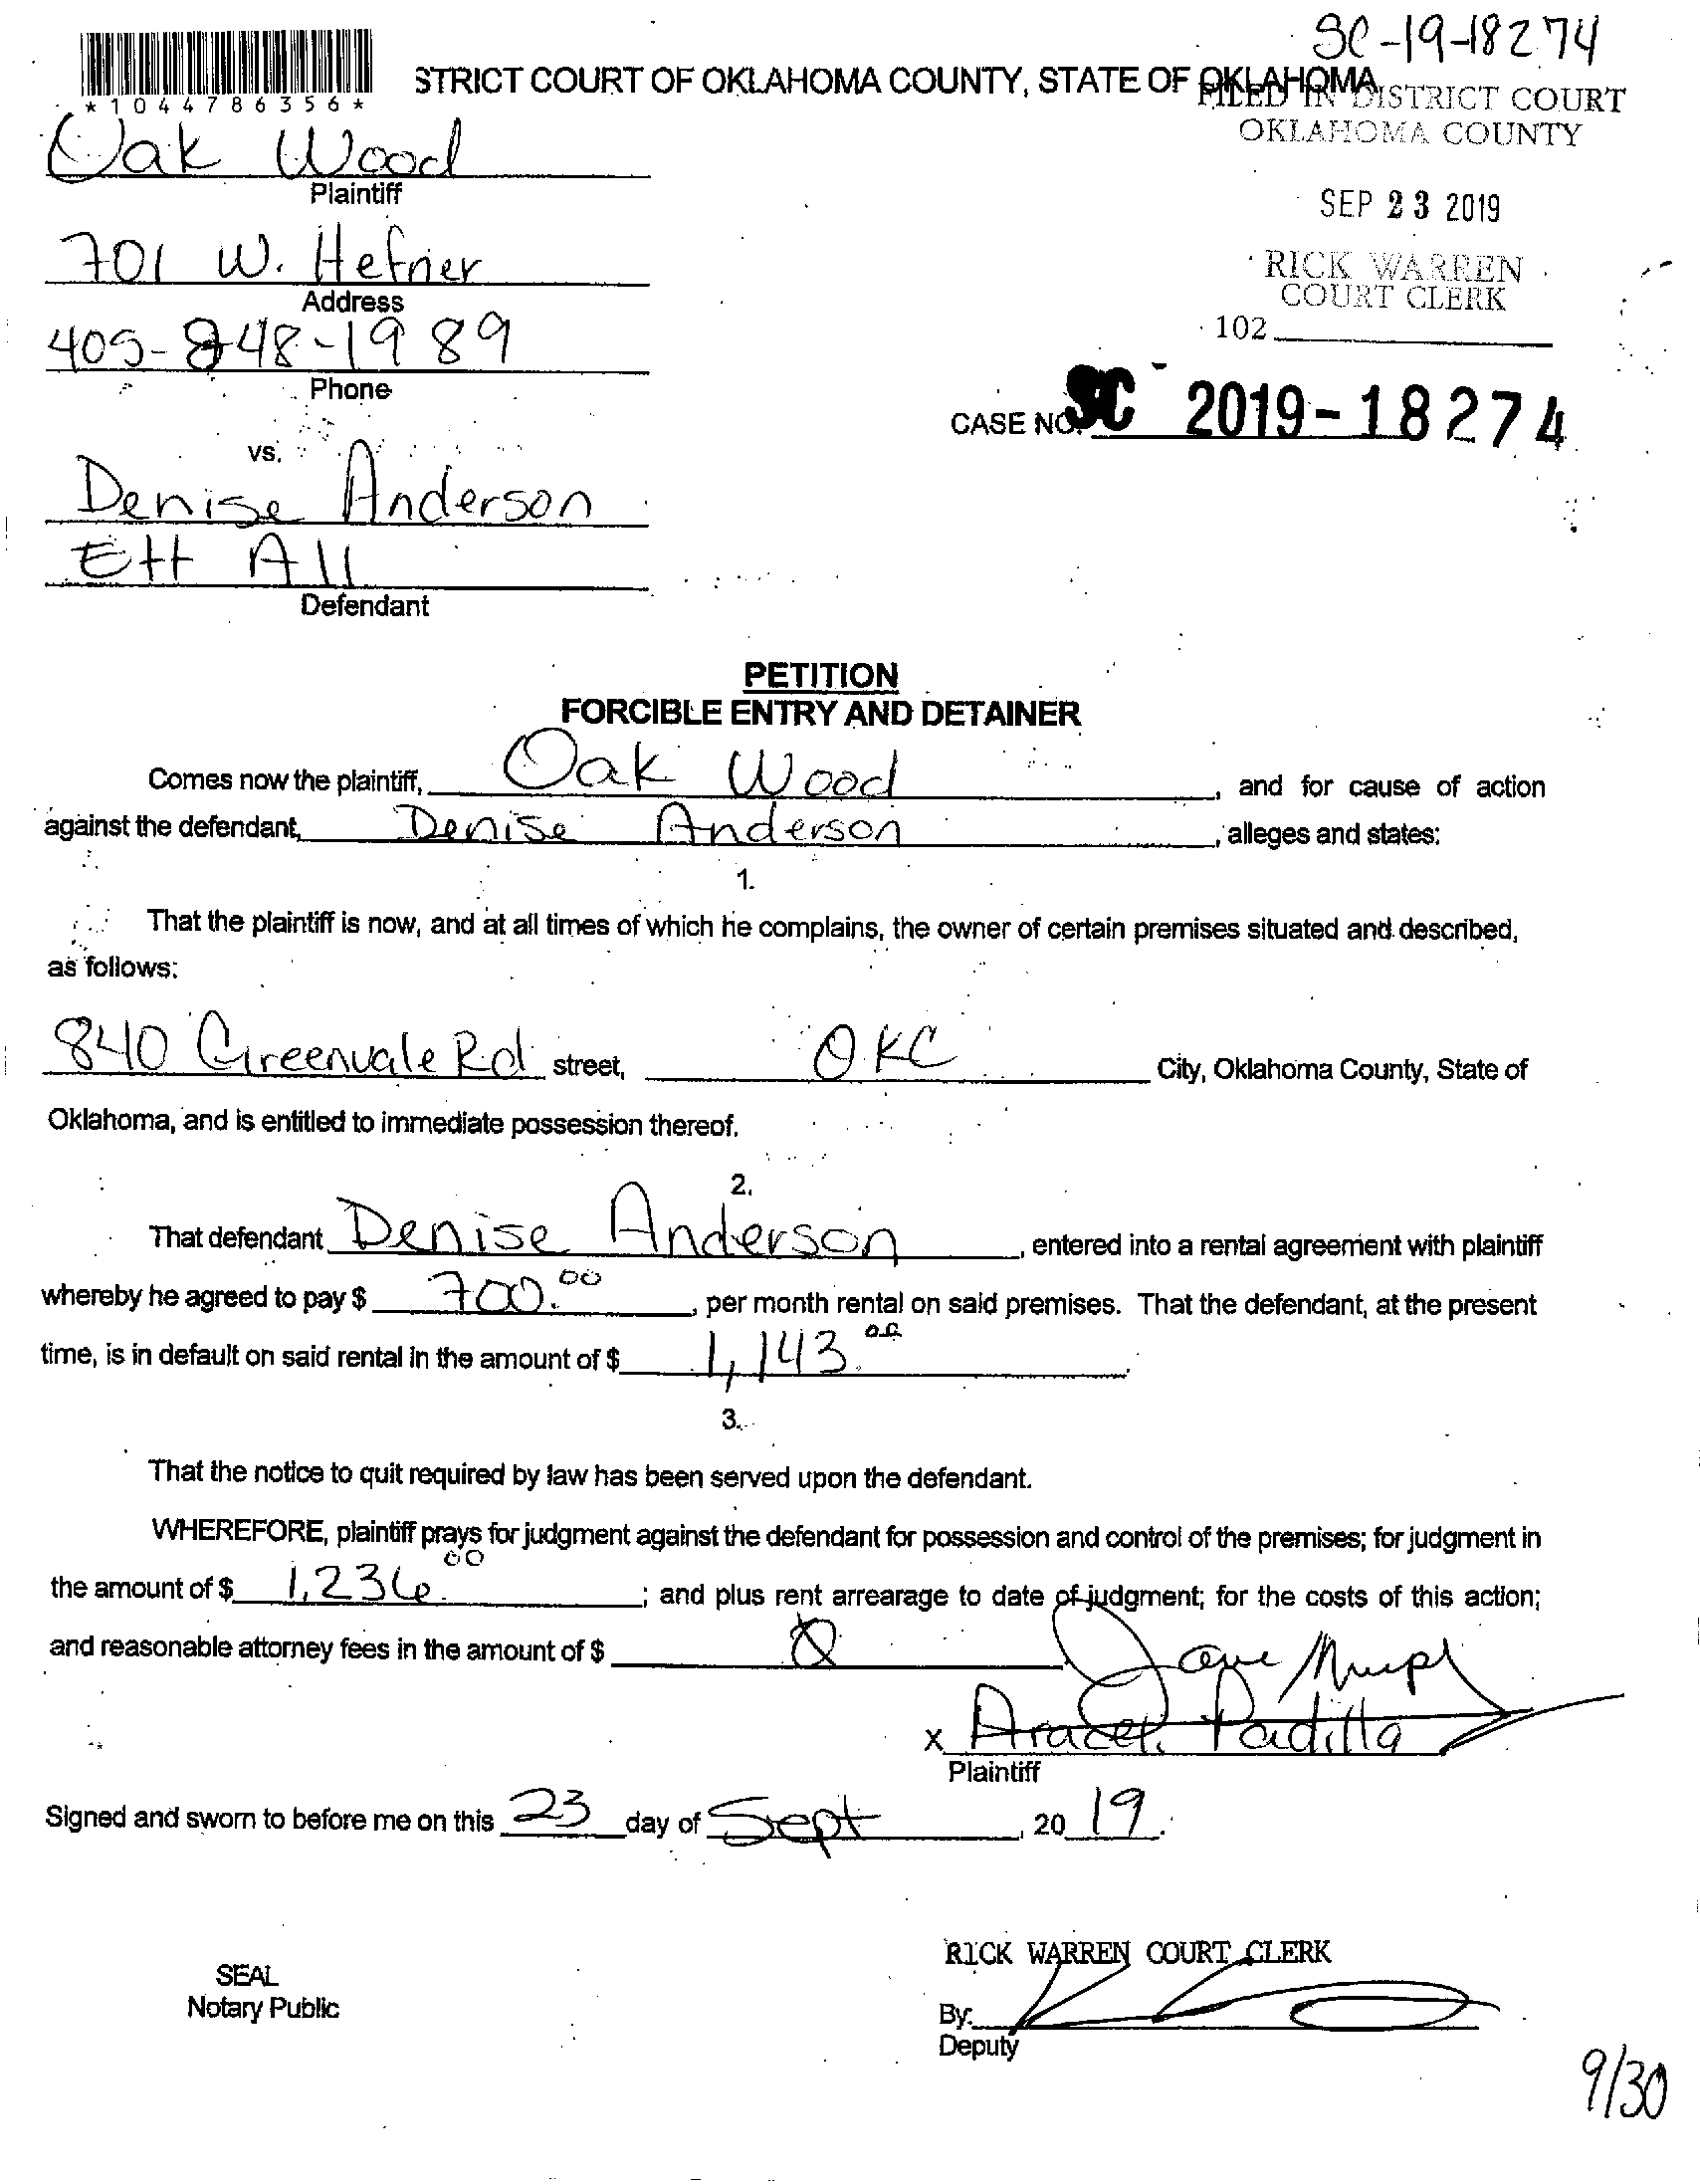 SC-19-18274
STRICT COURT OF OKLAHOMA COUNTY, STATE OF OKLAHOMA
FILED IN DISTRICT COURT
OKLAHOMA COUNTY
*1044786356*
Oak Wood
Plaintiff
SEP 23 2019
701 W. Hefner
Address
RICK WARREN
COURT CLERK
102
405-848-1989
Phone
CASE NO. SC 2019-18274
vs.
Denise Anderson
Ett All
Defendant
PETITION
FORCIBLE ENTRY AND DETAINER
Comes now the plaintiff, Oak Wood, and for cause of action
against the defendant, Denise Anderson, alleges and states:
1.
That the plaintiff is now, and at all times of which he complains, the owner of certain premises situated and described,
as follows:
840 Greenvale Rd street, OKC City, Oklahoma County, State of
Oklahoma, and is entitled to immediate possession thereof.
2.
That defendant Denise Anderson, entered into a rental agreement with plaintiff
whereby he agreed to pay $ 700.00, per month rental on said premises. That the defendant, at the present
time, is in default on said rental in the amount of $ 1,143.00.
3.
That the notice to quit required by law has been served upon the defendant.
WHEREFORE, plaintiff prays for judgment against the defendant for possession and control of the premises; for judgment in
the amount of $ 1,236.00; and plus rent arrearage to date of judgment; for the costs of this action;
and reasonable attorney fees in the amount of $
x Araceli Padilla
Plaintiff
Signed and sworn to before me on this 23 day of Sept, 20 19.
RICK WARREN COURT CLERK
SEAL
Notary Public
By:
Deputy
9/30